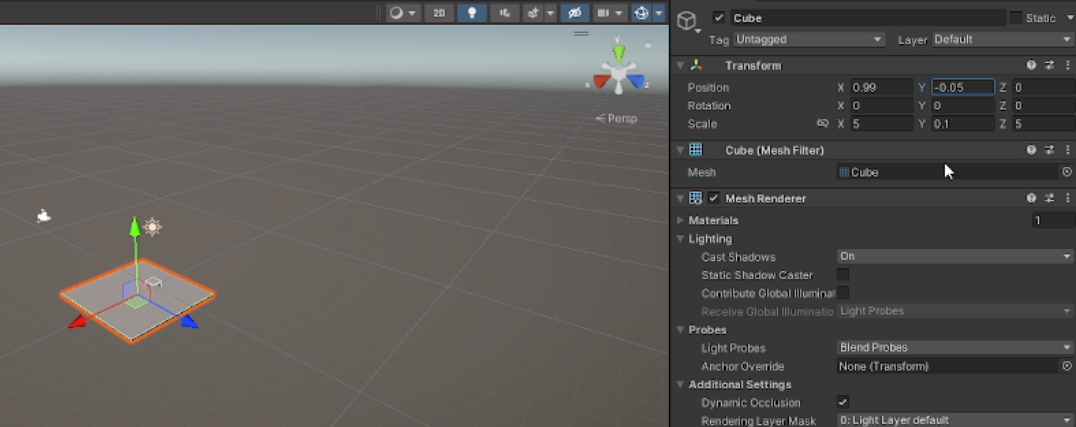 2D
y
x
z
Persp
Cube
Static
Tag Untagged Layer Default
Transform
Position X 0.99 Y -0.05 Z 0
Rotation X 0 Y 0 Z 0
Scale X 5 Y 0.1 Z 5
Cube (Mesh Filter)
Mesh Cube
Mesh Renderer
Materials 1
Lighting
Cast Shadows On
Static Shadow Caster
Contribute Global Illuminat
Receive Global Illuminatio Light Probes
Probes
Light Probes Blend Probes
Anchor Override None (Transform)
Additional Settings
Dynamic Occlusion
Rendering Layer Mask 0: Light Layer default